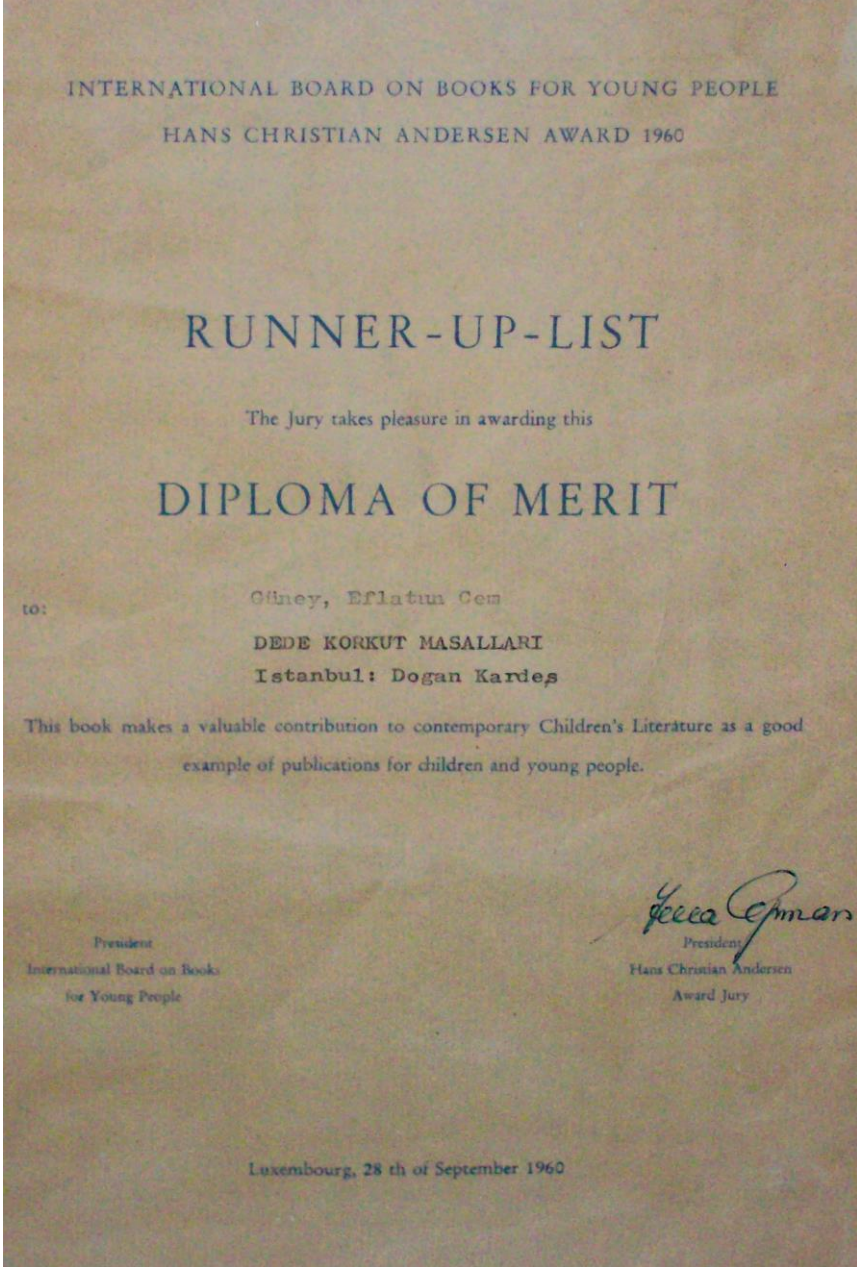 INTERNATIONAL BOARD ON BOOKS FOR YOUNG PEOPLE
HANS CHRISTIAN ANDERSEN AWARD 1960
RUNNER-UP-LIST
The Jury takes pleasure in awarding this
DIPLOMA OF MERIT
to: Güney, Eflatun Cem
DEDE KORKUT MASALLARI
Istanbul: Dogan Kardeş
This book makes a valuable contribution to contemporary Children's Literature as a good
example of publications for children and young people.
President
International Board on Books
for Young People
President
Hans Christian Andersen
Award Jury
Luxembourg, 28 th of September 1960